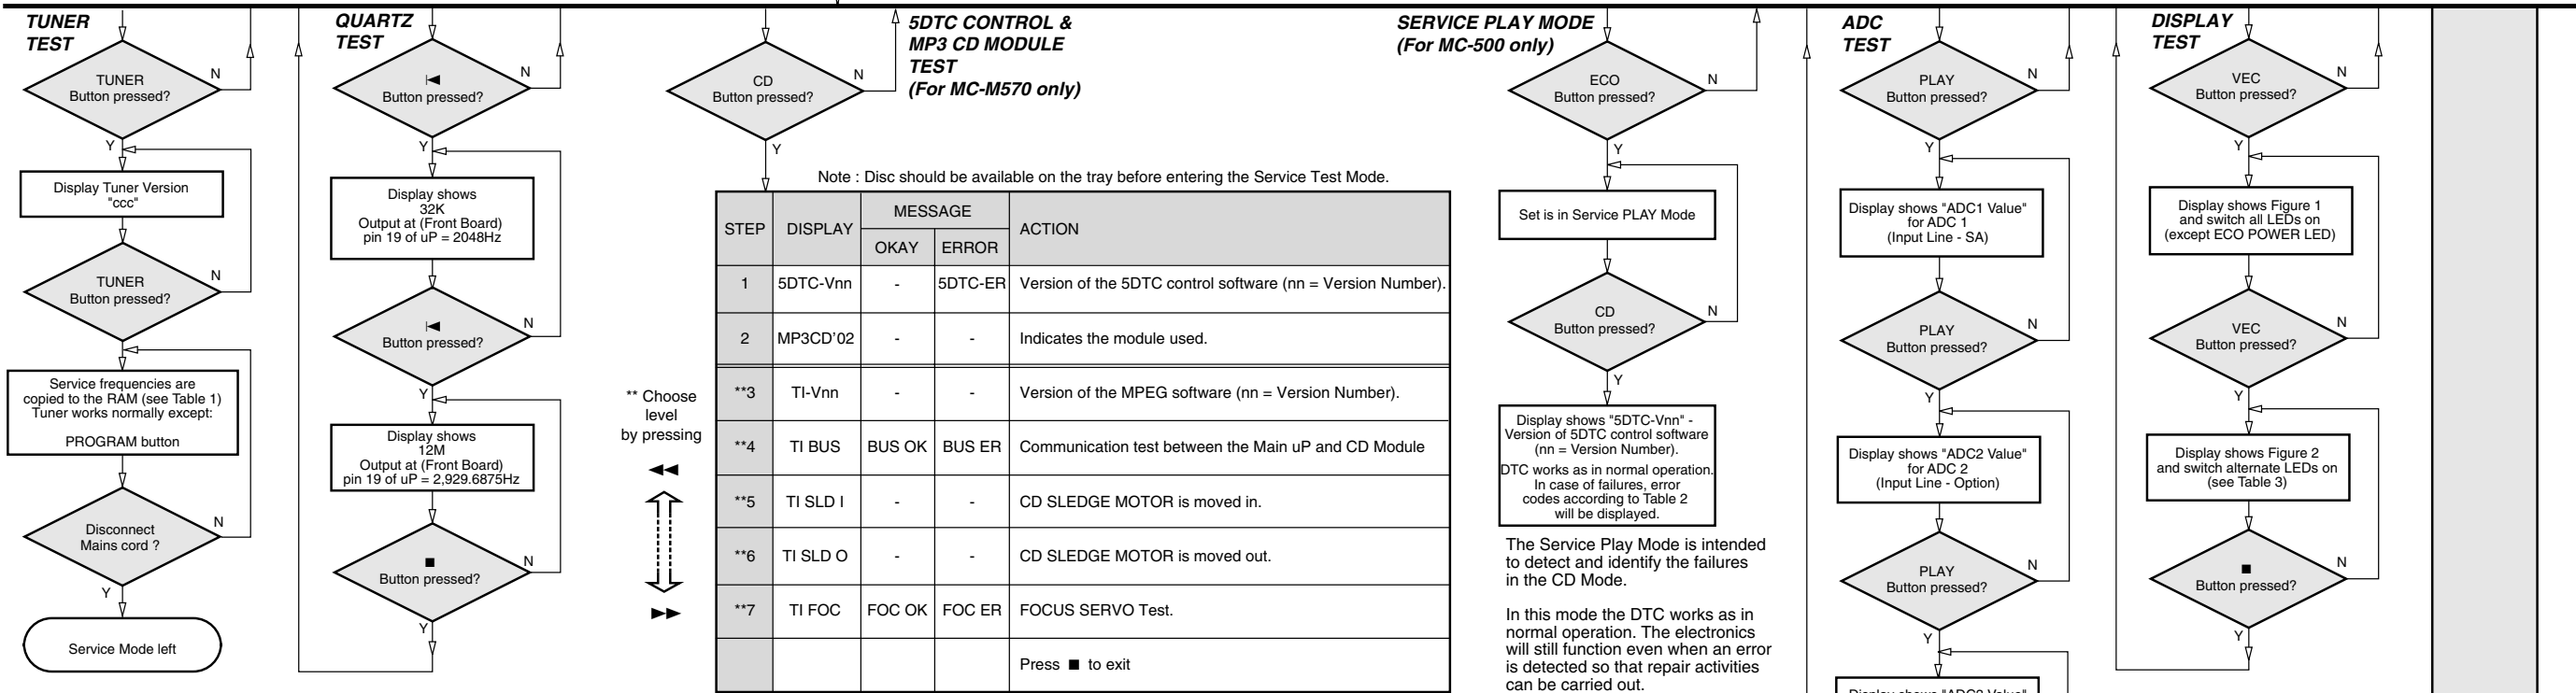 TUNER
TEST
TUNER
Button pressed?
N
Y
Display Tuner Version
"ccc"
TUNER
Button pressed?
N
Y
Service frequencies are
copied to the RAM (see Table 1)
Tuner works normally except:
PROGRAM button
Disconnect
Mains cord ?
N
Y
Service Mode left
QUARTZ
TEST
Button pressed?
N
Y
Display shows
32K
Output at (Front Board)
pin 19 of uP = 2048Hz
Button pressed?
N
Y
Display shows
12M
Output at (Front Board)
pin 19 of uP = 2,929.6875Hz
■
Button pressed?
N
Y
5DTC CONTROL &
MP3 CD MODULE
TEST
(For MC-M570 only)
CD
Button pressed?
N
Y
Note : Disc should be available on the tray before entering the Service Test Mode.
STEP DISPLAY MESSAGE ACTION
OKAY ERROR
1 5DTC-Vnn - 5DTC-ER Version of the 5DTC control software (nn = Version Number).
2 MP3CD'02 - - Indicates the module used.
**3 TI-Vnn - - Version of the MPEG software (nn = Version Number).
**4 TI BUS BUS OK BUS ER Communication test between the Main uP and CD Module
**5 TI SLD I - - CD SLEDGE MOTOR is moved in.
**6 TI SLD O - - CD SLEDGE MOTOR is moved out.
**7 TI FOC FOC OK FOC ER FOCUS SERVO Test.
Press ■ to exit
** Choose
level
by pressing
◄◄
►►
SERVICE PLAY MODE
(For MC-500 only)
ECO
Button pressed?
N
Y
Set is in Service PLAY Mode
CD
Button pressed?
N
Y
Display shows "5DTC-Vnn" -
Version of 5DTC control software
(nn = Version Number).
DTC works as in normal operation.
In case of failures, error
codes according to Table 2
will be displayed.
The Service Play Mode is intended
to detect and identify the failures
in the CD Mode.
In this mode the DTC works as in
normal operation. The electronics
will still function even when an error
is detected so that repair activities
can be carried out.
ADC
TEST
PLAY
Button pressed?
N
Y
Display shows "ADC1 Value"
for ADC 1
(Input Line - SA)
PLAY
Button pressed?
N
Y
Display shows "ADC2 Value"
for ADC 2
(Input Line - Option)
PLAY
Button pressed?
N
Y
Display shows "ADC3 Value"
DISPLAY
TEST
VEC
Button pressed?
N
Y
Display shows Figure 1
and switch all LEDs on
(except ECO POWER LED)
VEC
Button pressed?
N
Y
Display shows Figure 2
and switch alternate LEDs on
(see Table 3)
■
Button pressed?
N
Y